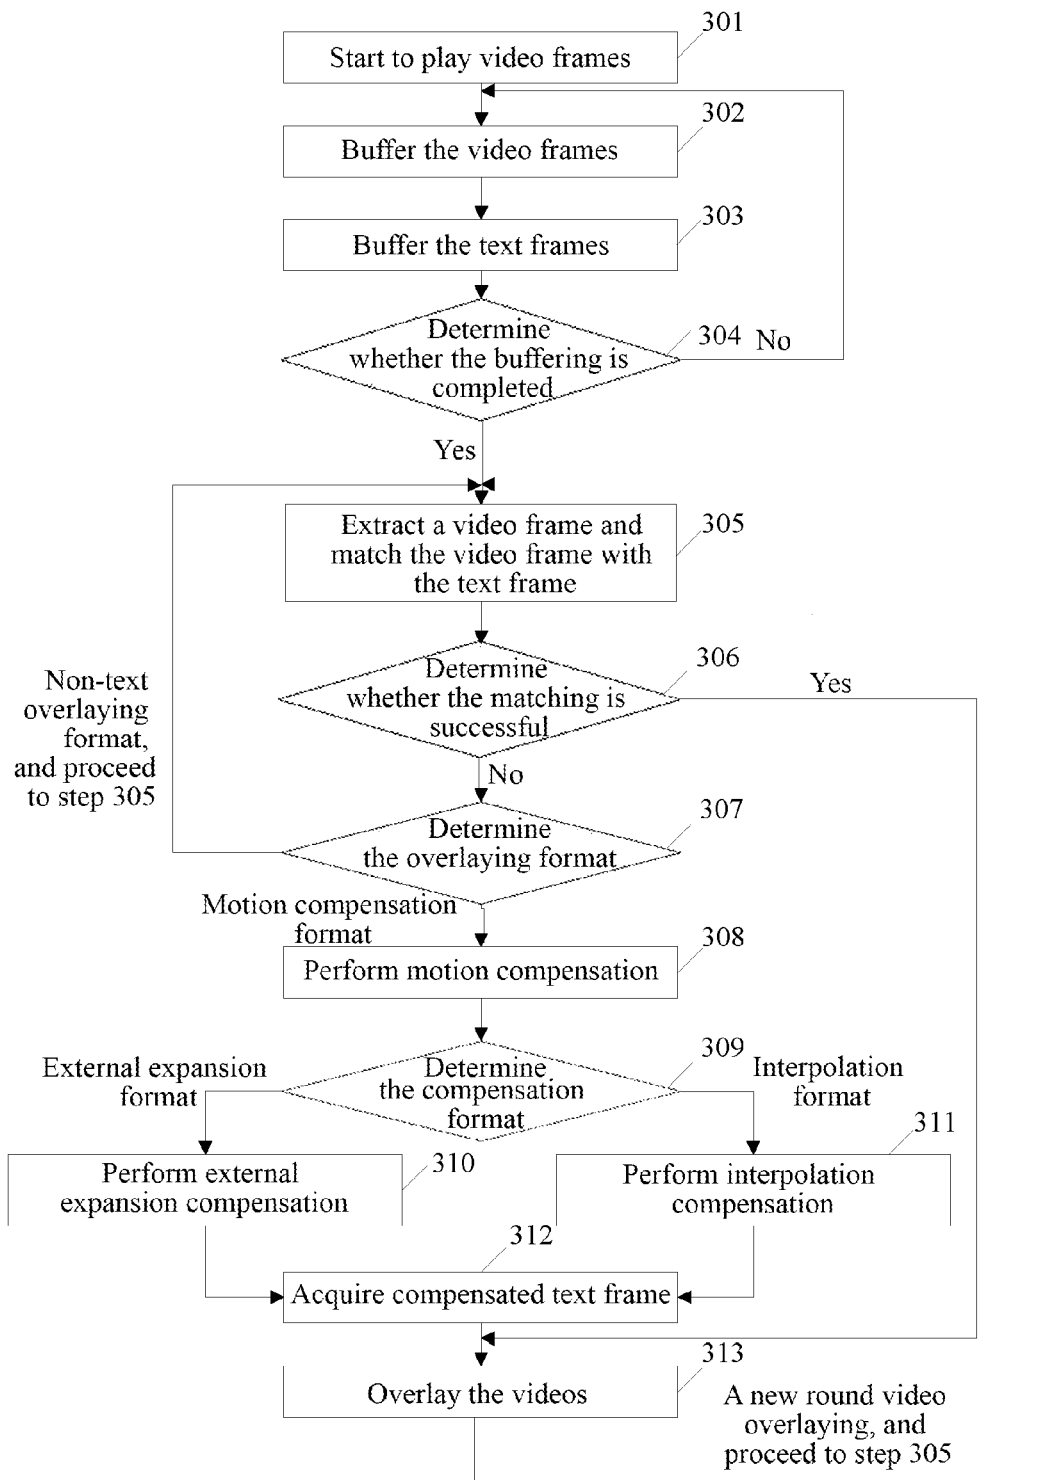 301
Start to play video frames
302
Buffer the video frames
303
Buffer the text frames
Determine
whether the buffering is
completed
304
No
Yes
305
Extract a video frame and
match the video frame with
the text frame
306
Determine
whether the matching is
successful
Yes
Non-text
overlaying
format,
and proceed
to step 305
No
307
Determine
the overlaying format
Motion compensation
format
308
Perform motion compensation
309
Determine
the compensation
format
External expansion
format
Interpolation
format
310
Perform external
expansion compensation
311
Perform interpolation
compensation
312
Acquire compensated text frame
313
Overlay the videos
A new round video
overlaying, and
proceed to step 305